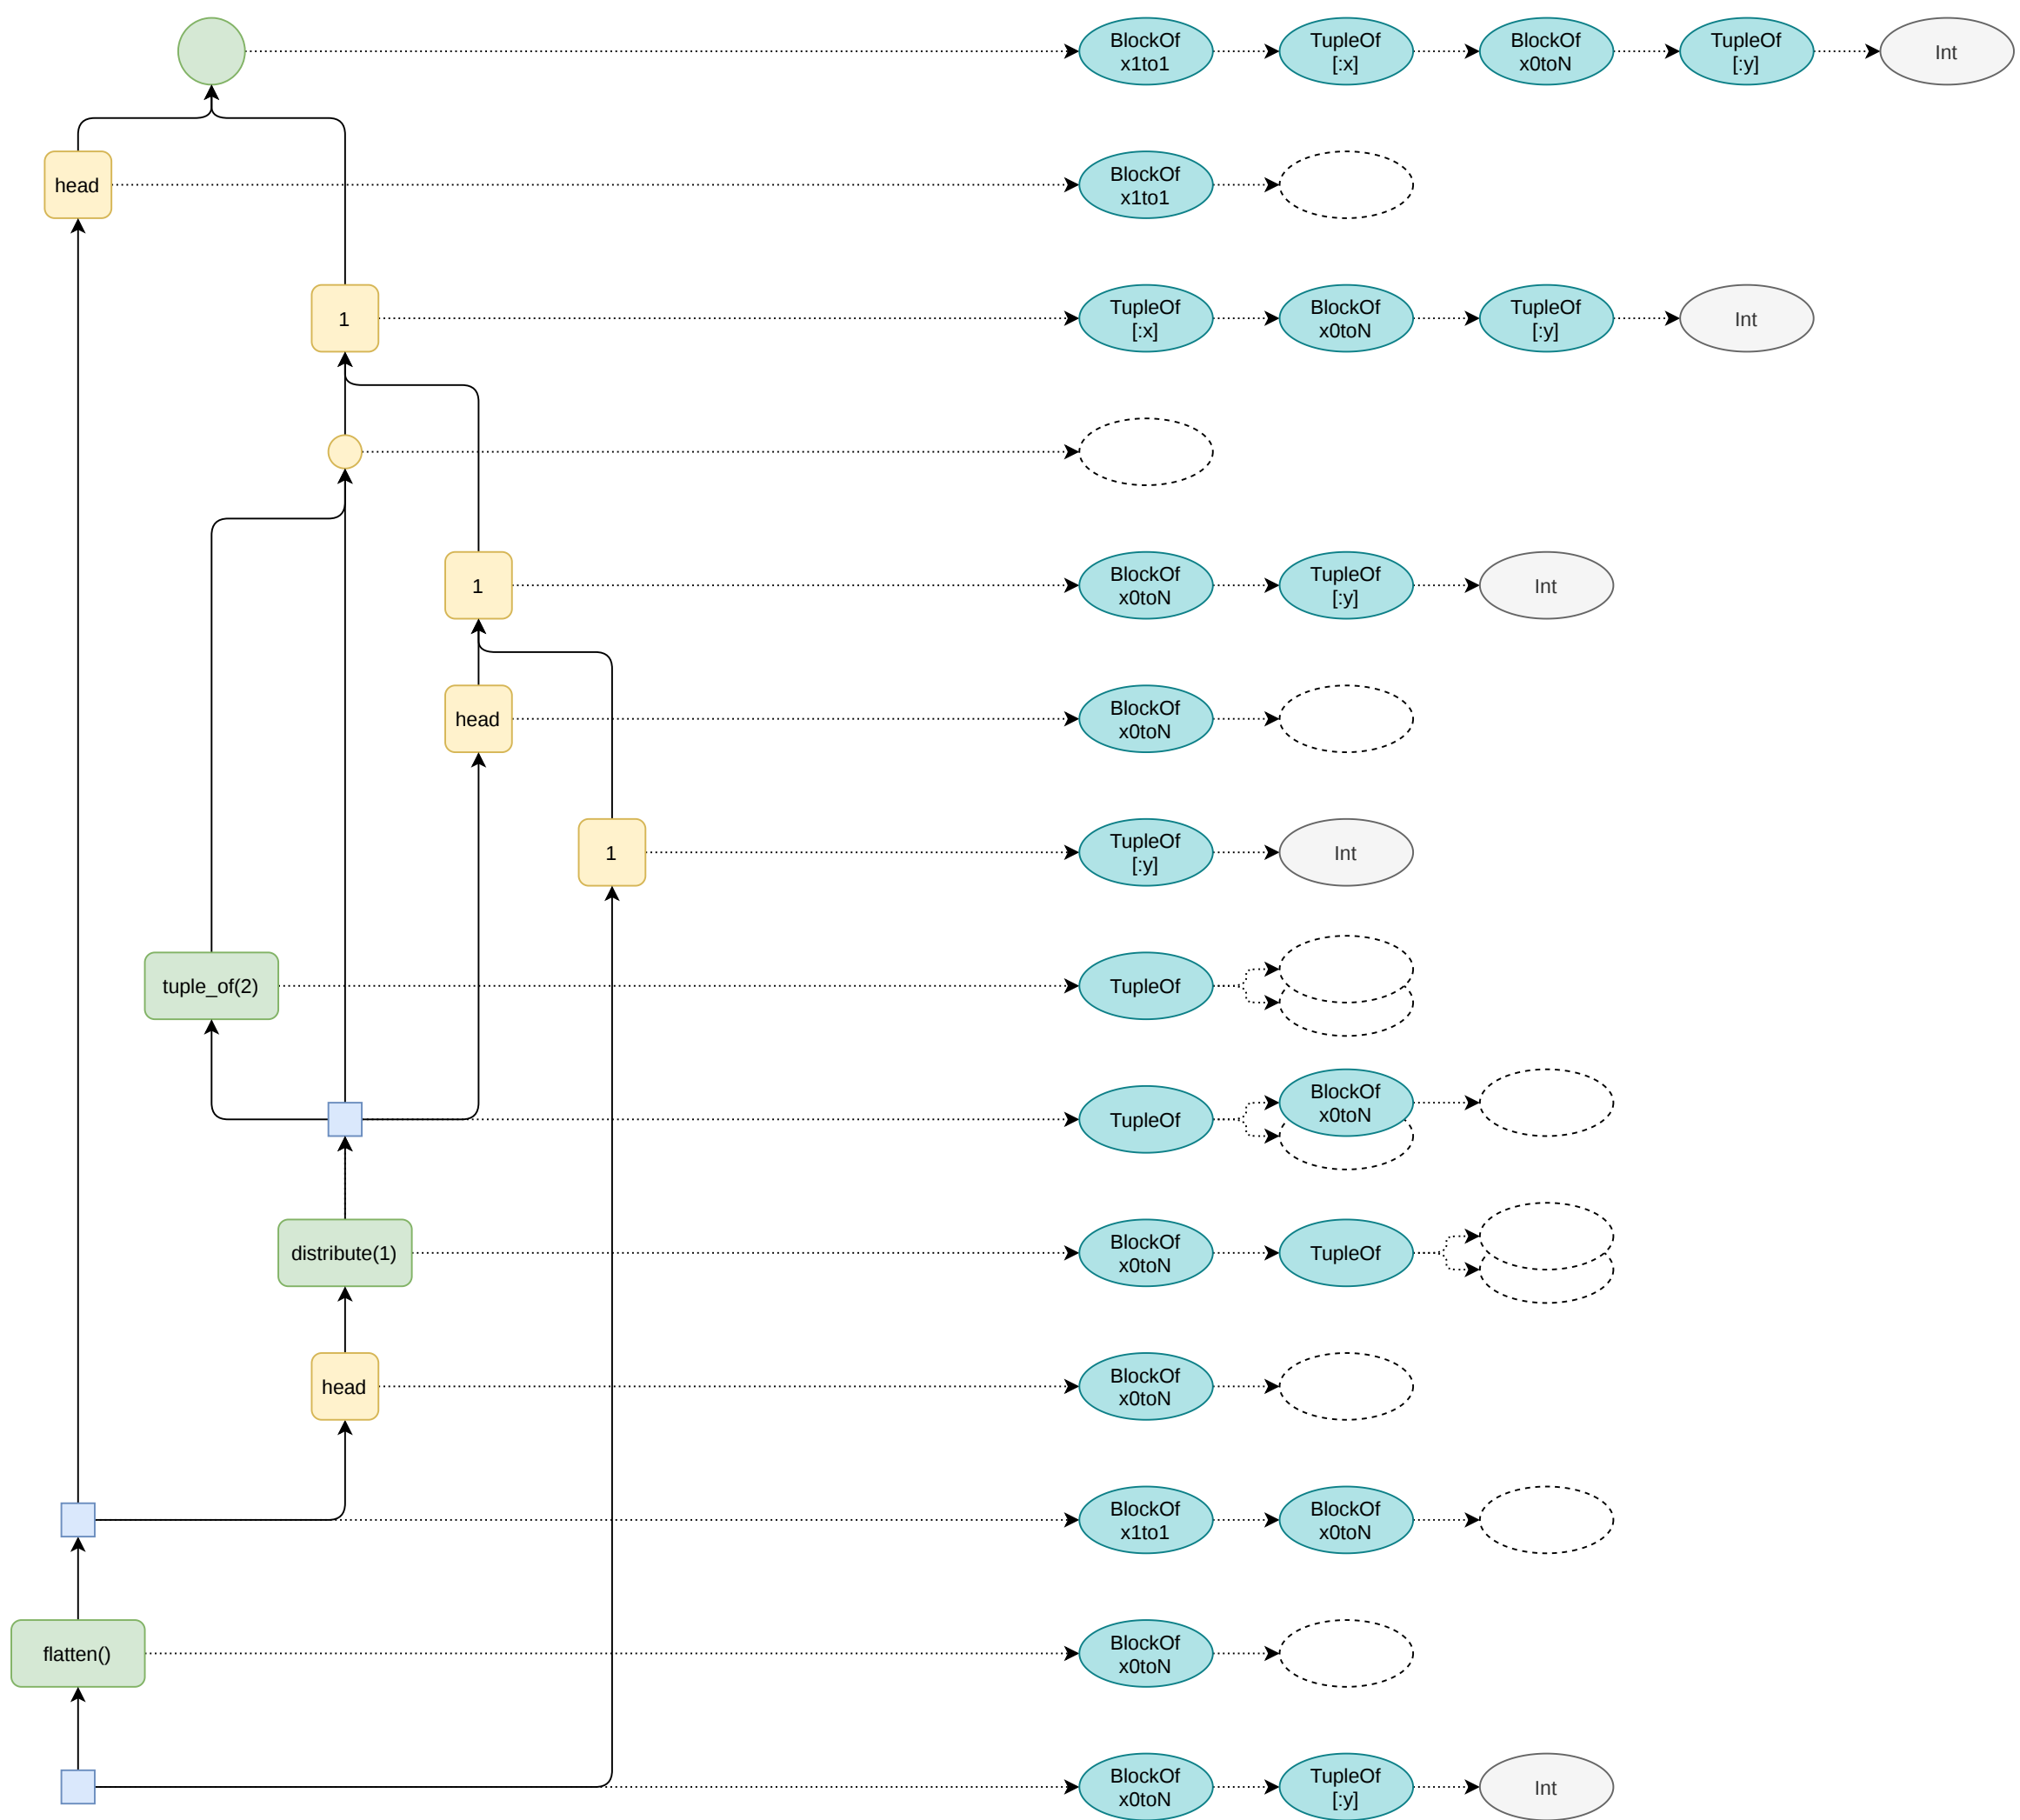 BlockOf
x1to1
TupleOf
[:x]
BlockOf
x0toN
TupleOf
[:y]
Int
head
BlockOf
x1to1
1
TupleOf
[:x]
BlockOf
x0toN
TupleOf
[:y]
Int
1
BlockOf
x0toN
TupleOf
[:y]
Int
head
BlockOf
x0toN
1
TupleOf
[:y]
Int
tuple_of(2)
TupleOf
TupleOf
BlockOf
x0toN
distribute(1)
BlockOf
x0toN
TupleOf
head
BlockOf
x0toN
BlockOf
x1to1
BlockOf
x0toN
flatten()
BlockOf
x0toN
BlockOf
x0toN
TupleOf
[:y]
Int